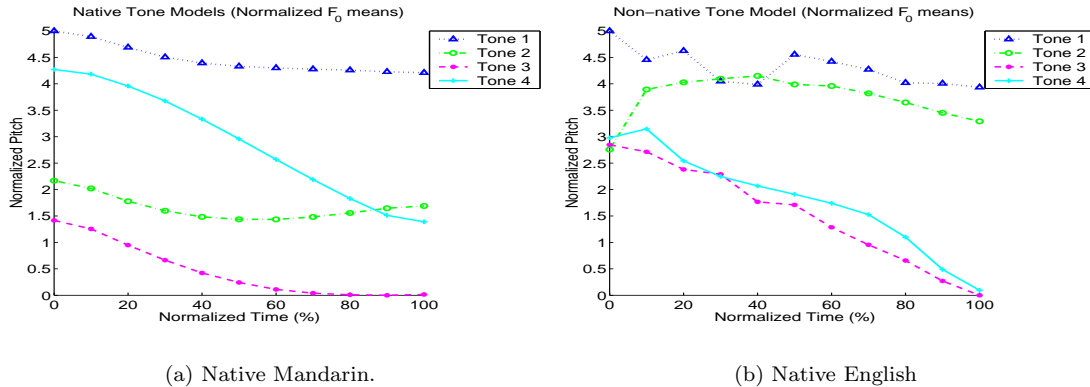 Native Tone Models (Normalized F0 means)
5
4.5
4
3.5
3
2.5
2
1.5
1
0.5
0
Normalized Pitch
0 20 40 60 80 100
Normalized Time (%)
Tone 1
Tone 2
Tone 3
Tone 4
(a) Native Mandarin.
Non−native Tone Model (Normalized F0 means)
5
4.5
4
3.5
3
2.5
2
1.5
1
0.5
0
Normalized Pitch
0 20 40 60 80 100
Normalized Time (%)
Tone 1
Tone 2
Tone 3
Tone 4
(b) Native English